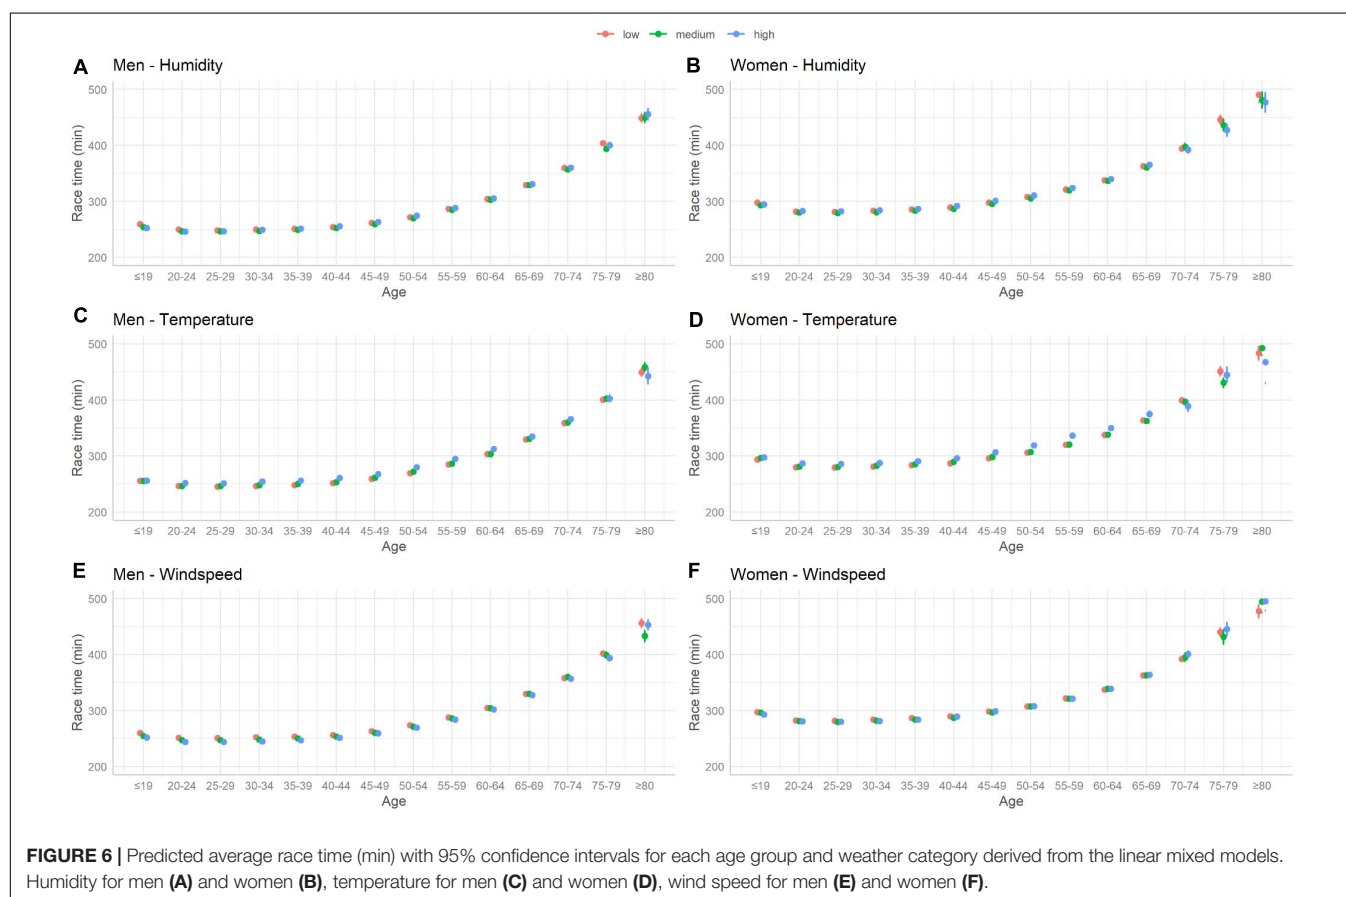 low medium high
A Men - Humidity
500
400
300
200
Race time (min)
≤19 20-24 25-29 30-34 35-39 40-44 45-49 50-54 55-59 60-64 65-69 70-74 75-79 ≥80
Age
B Women - Humidity
500
400
300
200
Race time (min)
≤19 20-24 25-29 30-34 35-39 40-44 45-49 50-54 55-59 60-64 65-69 70-74 75-79 ≥80
Age
C Men - Temperature
500
400
300
200
Race time (min)
≤19 20-24 25-29 30-34 35-39 40-44 45-49 50-54 55-59 60-64 65-69 70-74 75-79 ≥80
Age
D Women - Temperature
500
400
300
200
Race time (min)
≤19 20-24 25-29 30-34 35-39 40-44 45-49 50-54 55-59 60-64 65-69 70-74 75-79 ≥80
Age
E Men - Windspeed
500
400
300
200
Race time (min)
≤19 20-24 25-29 30-34 35-39 40-44 45-49 50-54 55-59 60-64 65-69 70-74 75-79 ≥80
Age
F Women - Windspeed
500
400
300
200
Race time (min)
≤19 20-24 25-29 30-34 35-39 40-44 45-49 50-54 55-59 60-64 65-69 70-74 75-79 ≥80
Age
FIGURE 6 | Predicted average race time (min) with 95% confidence intervals for each age group and weather category derived from the linear mixed models.
Humidity for men (A) and women (B), temperature for men (C) and women (D), wind speed for men (E) and women (F).